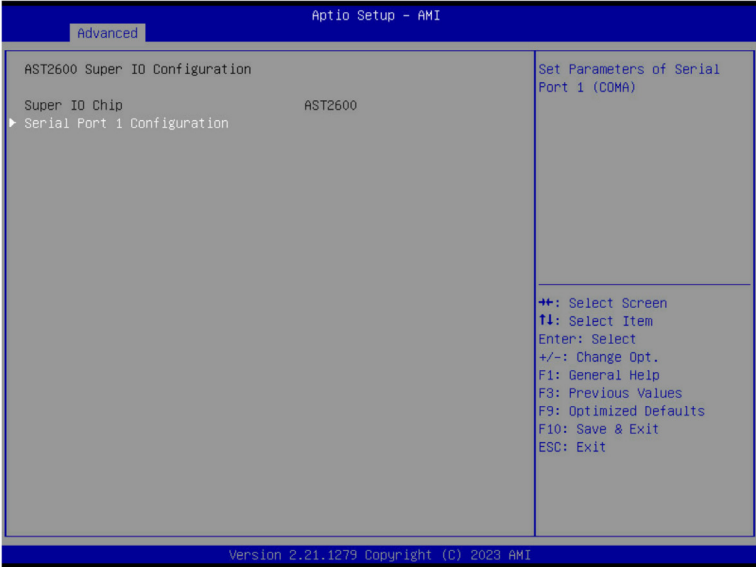 Aptio Setup – AMI
Advanced
AST2600 Super IO Configuration
Super IO Chip AST2600
▶ Serial Port 1 Configuration
Set Parameters of Serial
Port 1 (COMA)
→←: Select Screen
↑↓: Select Item
Enter: Select
+/-: Change Opt.
F1: General Help
F3: Previous Values
F9: Optimized Defaults
F10: Save & Exit
ESC: Exit
Version 2.21.1279 Copyright (C) 2023 AMI